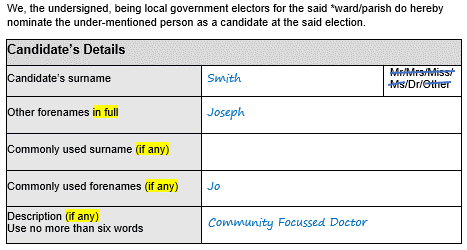 We, the undersigned, being local government electors for the said *ward/parish do hereby
nominate the under-mentioned person as a candidate at the said election.
Candidate's Details
Candidate's surname Smith Mr/Mrs/Miss/
Ms/Dr/Other
Other forenames in full Joseph
Commonly used surname (if any)
Commonly used forenames (if any) Jo
Description (if any)
Use no more than six words Community Focussed Doctor